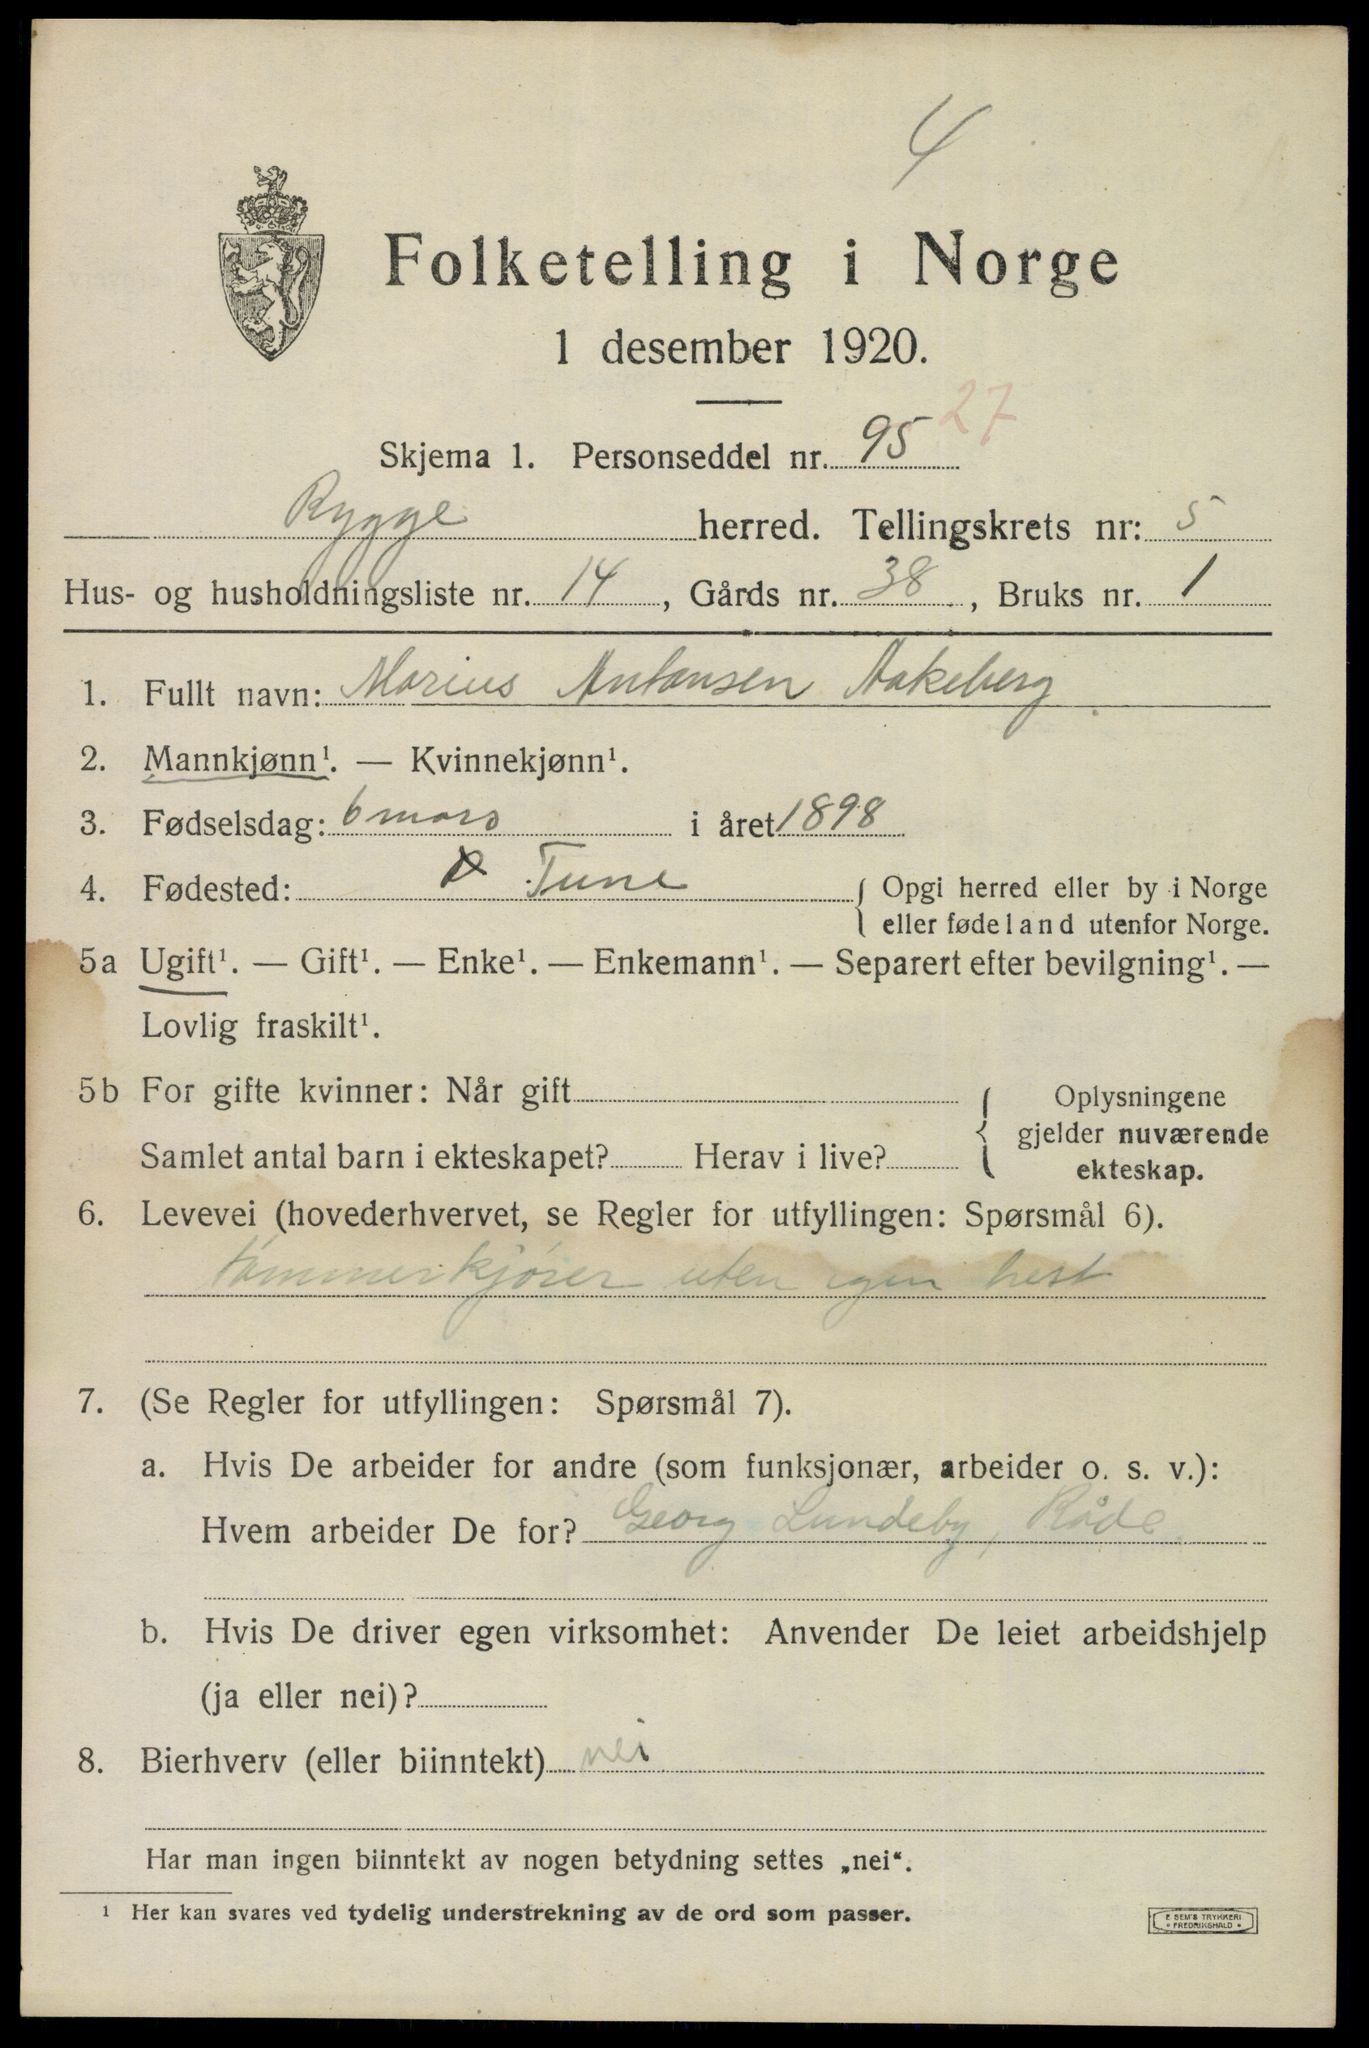 4
Folketelling i Norge
1 desember 1920.
27
Skjema 1. Personseddel nr. 95
Rygge herred. Tellingskrets nr: 5
Hus- og husholdningsliste nr. 14, Gårds nr. 38, Bruks nr. 1
1. Fullt navn: Marius Antonsen Aakeberg
2. Mannkjønn¹. — Kvinnekjønn¹.
3. Fødselsdag: 6 mars i året 1898
4. Fødested: Tune { Opgi herred eller by i Norge
eller fødeland utenfor Norge.
5a Ugift¹. — Gift¹. — Enke¹. — Enkemann¹. — Separert efter bevilgning¹. —
Lovlig fraskilt¹.
5b For gifte kvinner: Når gift
Samlet antal barn i ekteskapet? Herav i live?
{ Oplysningene
gjelder nuværende
ekteskap.
6. Levevei (hovederhvervet, se Regler for utfyllingen: Spørsmål 6).
tømmerkjører uten egen hest
7. (Se Regler for utfyllingen: Spørsmål 7).
a. Hvis De arbeider for andre (som funksjonær, arbeider o. s. v.):
Hvem arbeider De for? Georg Lundeby, Råde
b. Hvis De driver egen virksomhet: Anvender De leiet arbeidshjelp
(ja eller nei)?
8. Bierhverv (eller biinntekt) nei
Har man ingen biinntekt av nogen betydning settes „nei“.
¹ Her kan svares ved tydelig understrekning av de ord som passer.
E SEM'S TRYKKERI
• FREDRIKSHALD •